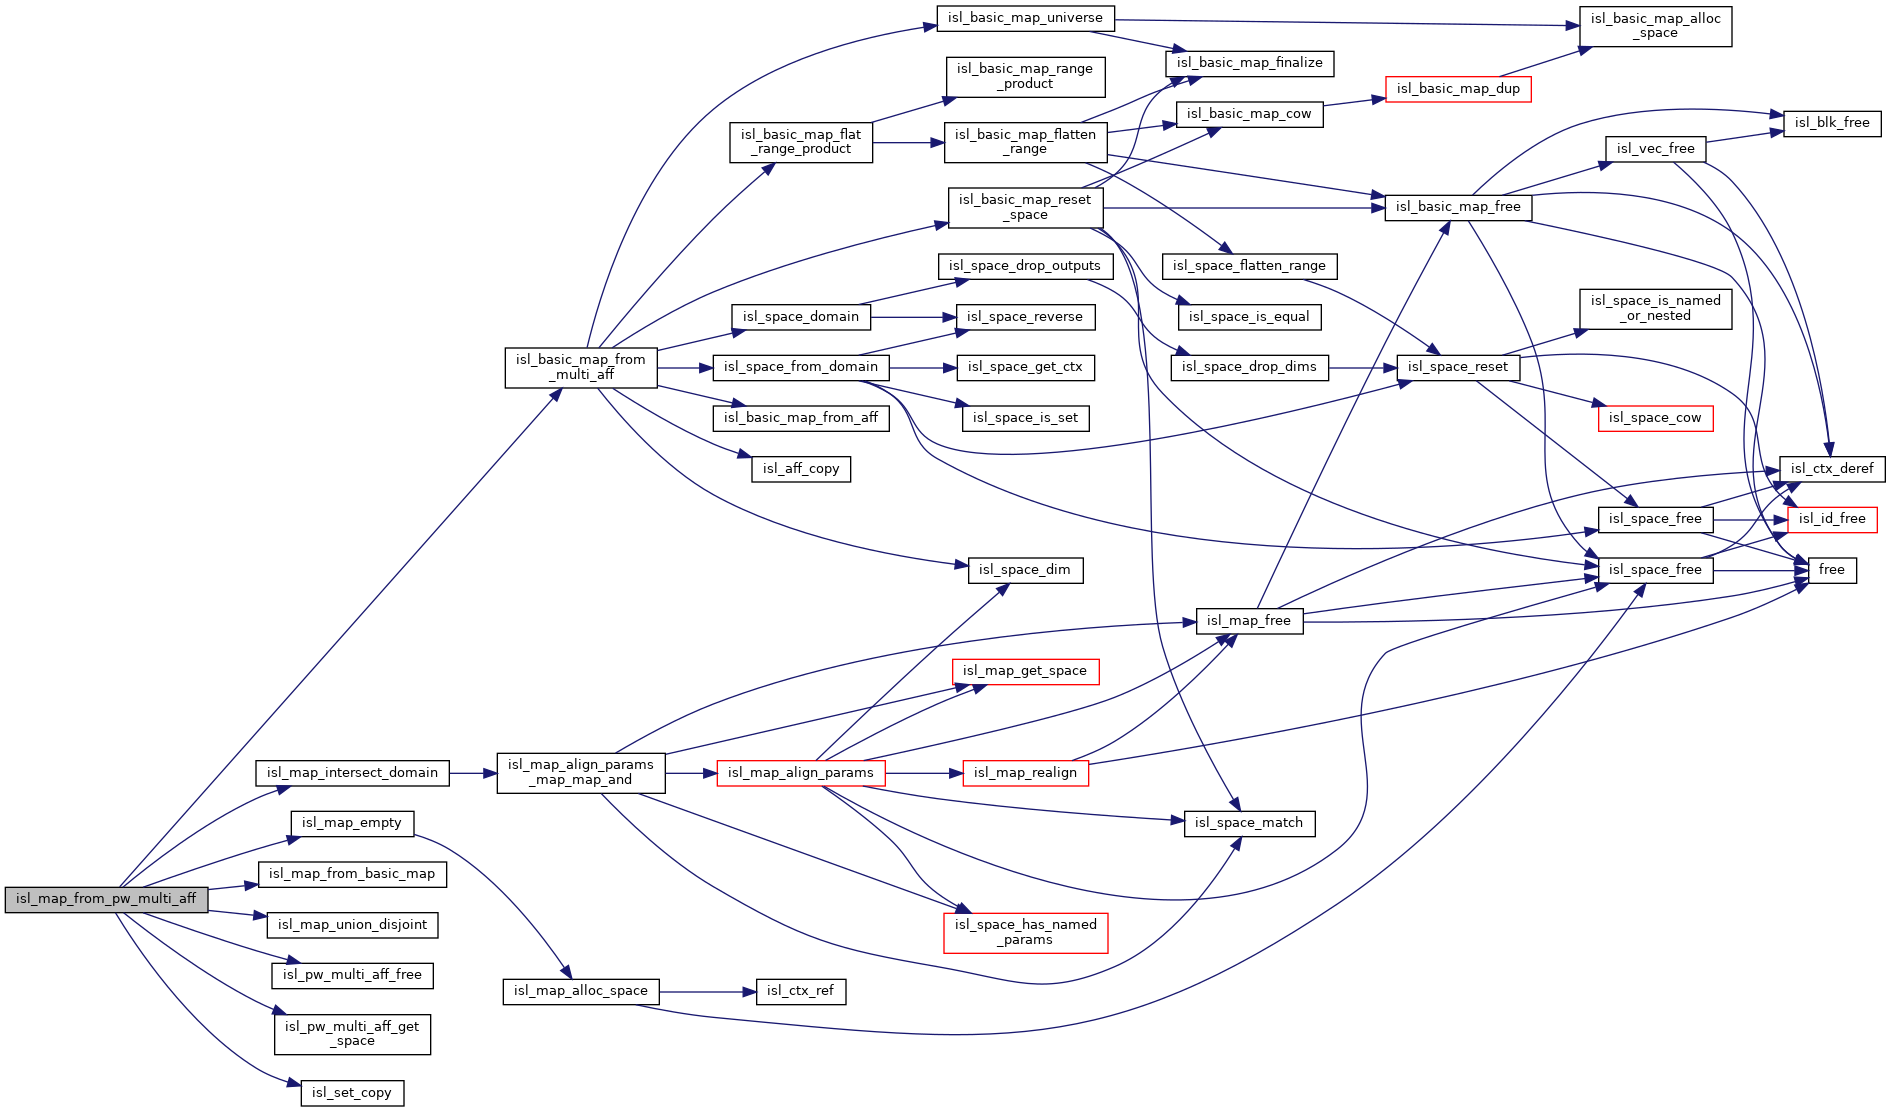 isl_basic_map_universe
isl_basic_map_alloc
_space
isl_basic_map_finalize
isl_basic_map_range
_product
isl_basic_map_dup
isl_basic_map_cow
isl_blk_free
isl_basic_map_flat
_range_product
isl_basic_map_flatten
_range
isl_vec_free
isl_basic_map_reset
_space
isl_basic_map_free
isl_space_drop_outputs
isl_space_flatten_range
isl_space_is_named
_or_nested
isl_space_domain
isl_space_reverse
isl_space_is_equal
isl_basic_map_from
_multi_aff
isl_space_from_domain
isl_space_get_ctx
isl_space_drop_dims
isl_space_reset
isl_basic_map_from_aff
isl_space_is_set
isl_space_cow
isl_aff_copy
isl_ctx_deref
isl_space_free
isl_id_free
isl_space_dim
isl_space_free
free
isl_map_free
isl_map_get_space
isl_map_intersect_domain
isl_map_align_params
_map_map_and
isl_map_align_params
isl_map_realign
isl_map_empty
isl_space_match
isl_map_from_basic_map
isl_map_from_pw_multi_aff
isl_map_union_disjoint
isl_space_has_named
_params
isl_pw_multi_aff_free
isl_map_alloc_space
isl_ctx_ref
isl_pw_multi_aff_get
_space
isl_set_copy